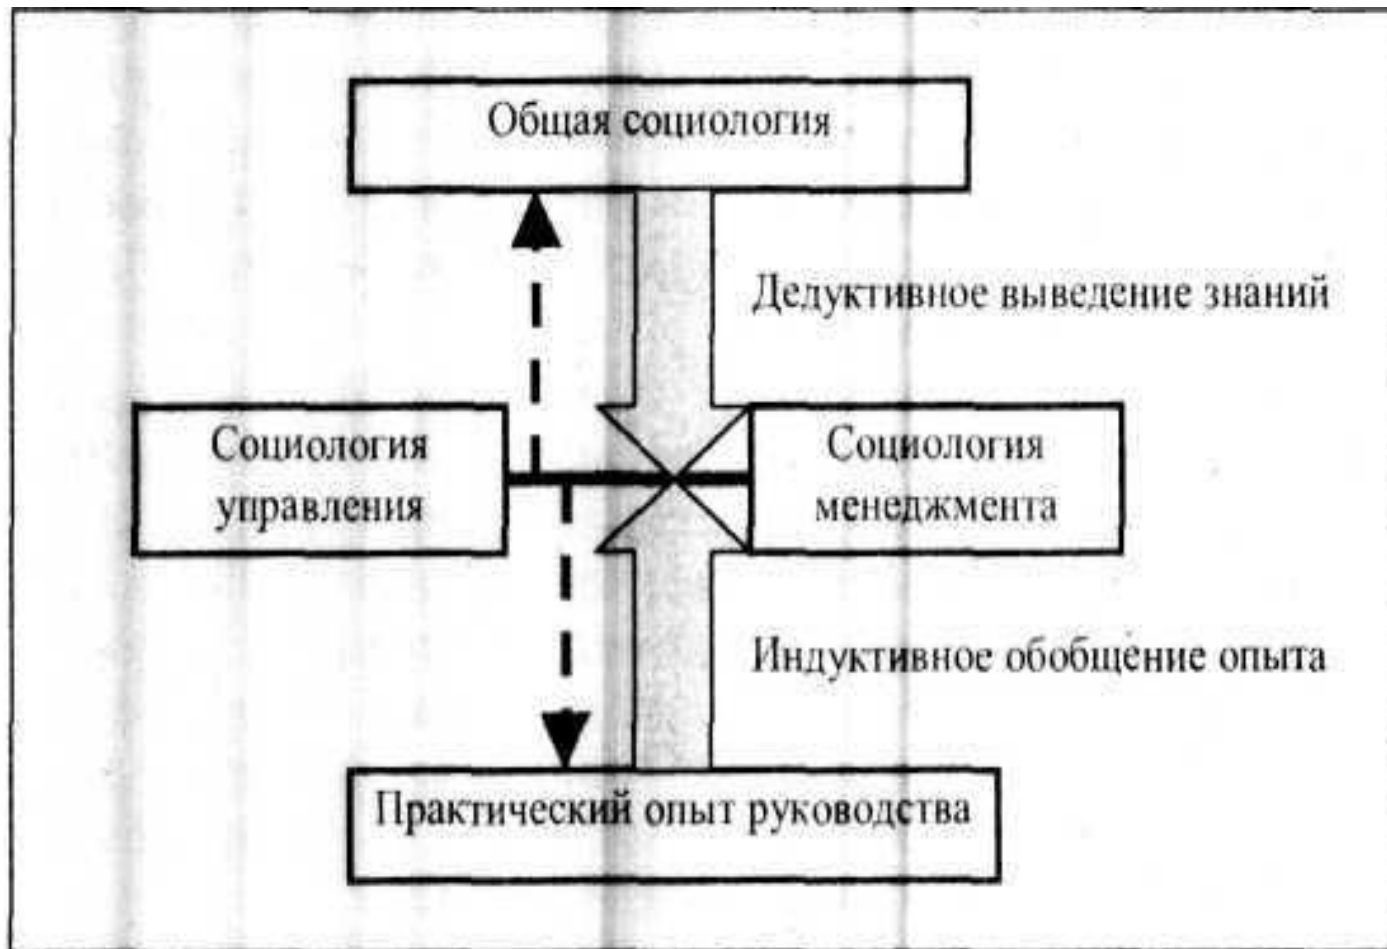 Общая социология
Дедуктивное выведение знаний
Социология
управления
Социология
менеджмента
Индуктивное обобщение опыта
Практический опыт руководства